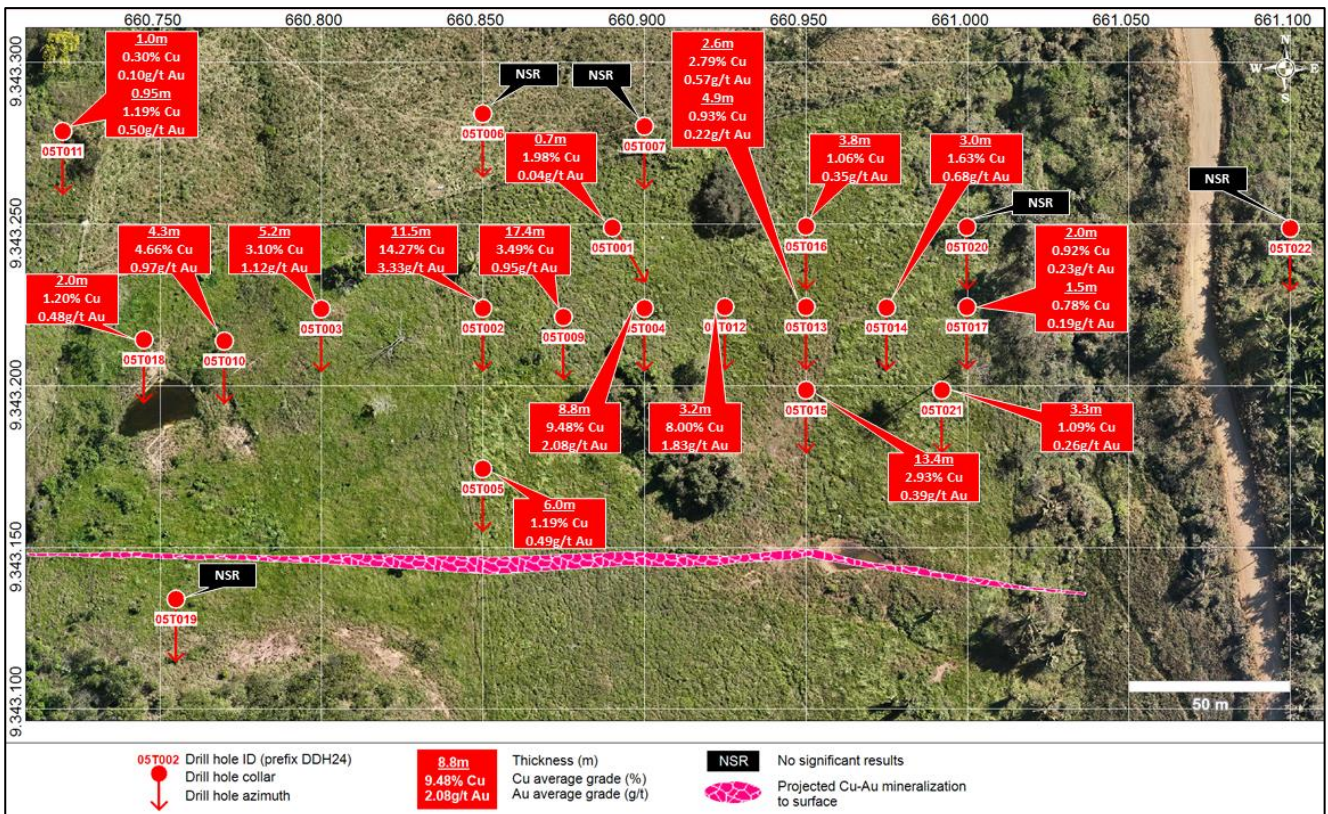 660.750
660.800
660.850
660.900
660.950
661.000
661.050
661.100
9.343.300
9.343.250
9.343.200
9.343.150
9.343.100
N
W
E
S
1.0m
0.30% Cu
0.10g/t Au
0.95m
1.19% Cu
0.50g/t Au
05T011
NSR
05T006
NSR
05T007
0.7m
1.98% Cu
0.04g/t Au
05T001
2.6m
2.79% Cu
0.57g/t Au
4.9m
0.93% Cu
0.22g/t Au
3.8m
1.06% Cu
0.35g/t Au
05T016
3.0m
1.63% Cu
0.68g/t Au
NSR
05T020
NSR
05T022
2.0m
1.20% Cu
0.48g/t Au
05T018
4.3m
4.66% Cu
0.97g/t Au
05T010
5.2m
3.10% Cu
1.12g/t Au
05T003
11.5m
14.27% Cu
3.33g/t Au
05T002
17.4m
3.49% Cu
0.95g/t Au
05T009
05T004
05T012
05T013
05T014
05T017
2.0m
0.92% Cu
0.23g/t Au
1.5m
0.78% Cu
0.19g/t Au
8.8m
9.48% Cu
2.08g/t Au
3.2m
8.00% Cu
1.83g/t Au
05T015
13.4m
2.93% Cu
0.39g/t Au
05T021
3.3m
1.09% Cu
0.26g/t Au
05T005
6.0m
1.19% Cu
0.49g/t Au
NSR
05T019
50 m
05T002 Drill hole ID (prefix DDH24)
Drill hole collar
Drill hole azimuth
8.8m Thickness (m)
9.48% Cu Cu average grade (%)
2.08g/t Au Au average grade (g/t)
NSR No significant results
Projected Cu-Au mineralization
to surface